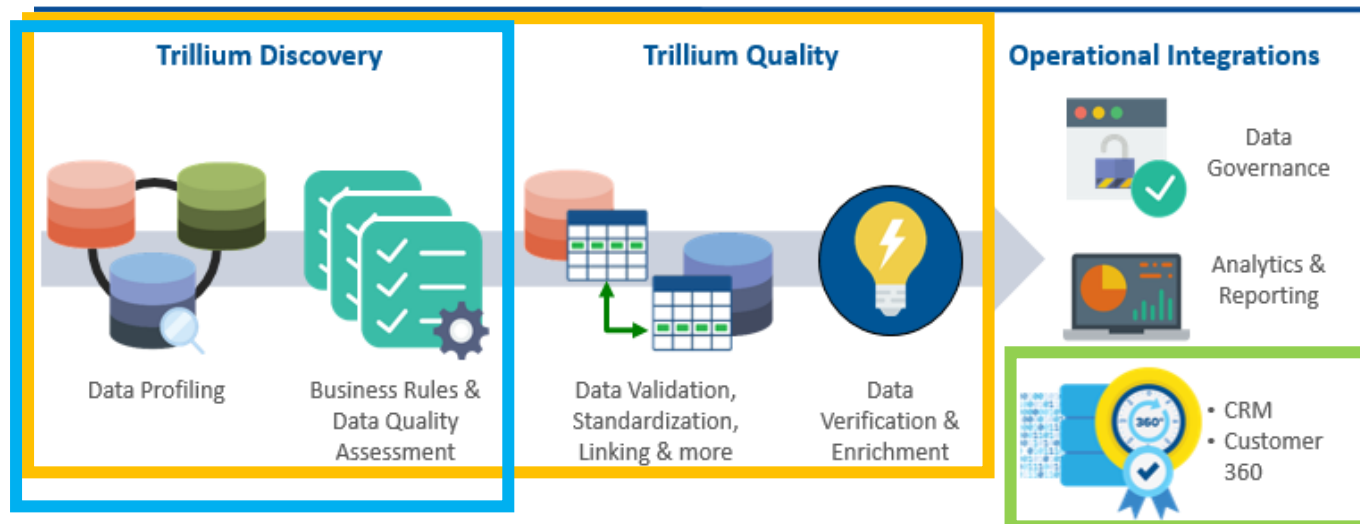 Trillium Discovery
Trillium Quality
Operational Integrations
Data Profiling
Business Rules &
Data Quality
Assessment
Data Validation,
Standardization,
Linking & more
Data
Verification &
Enrichment
Data
Governance
Analytics &
Reporting
360°
• CRM
• Customer
360